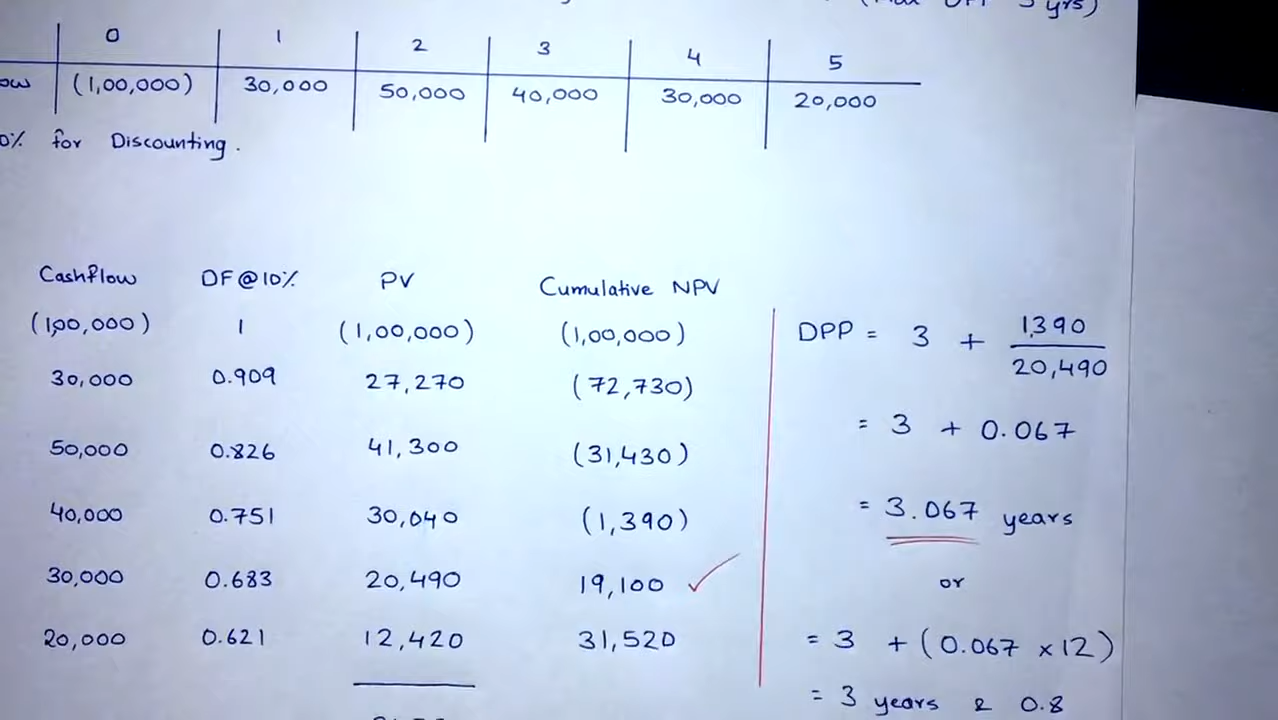 yrs)
0 1 2 3 4 5
(1,00,000) 30,000 50,000 40,000 30,000 20,000
for Discounting.
Cashflow DF@10% PV Cumulative NPV
(1,00,000) 1 (1,00,000) (1,00,000)
30,000 0.909 27,270 (72,730)
50,000 0.826 41,300 (31,430)
40,000 0.751 30,040 (1,390)
30,000 0.683 20,490 19,100 ✓
20,000 0.621 12,420 31,520
DPP = 3 + 1,390
20,490
= 3 + 0.067
= 3.067 years
or
= 3 + (0.067 × 12)
= 3 years & 0.8